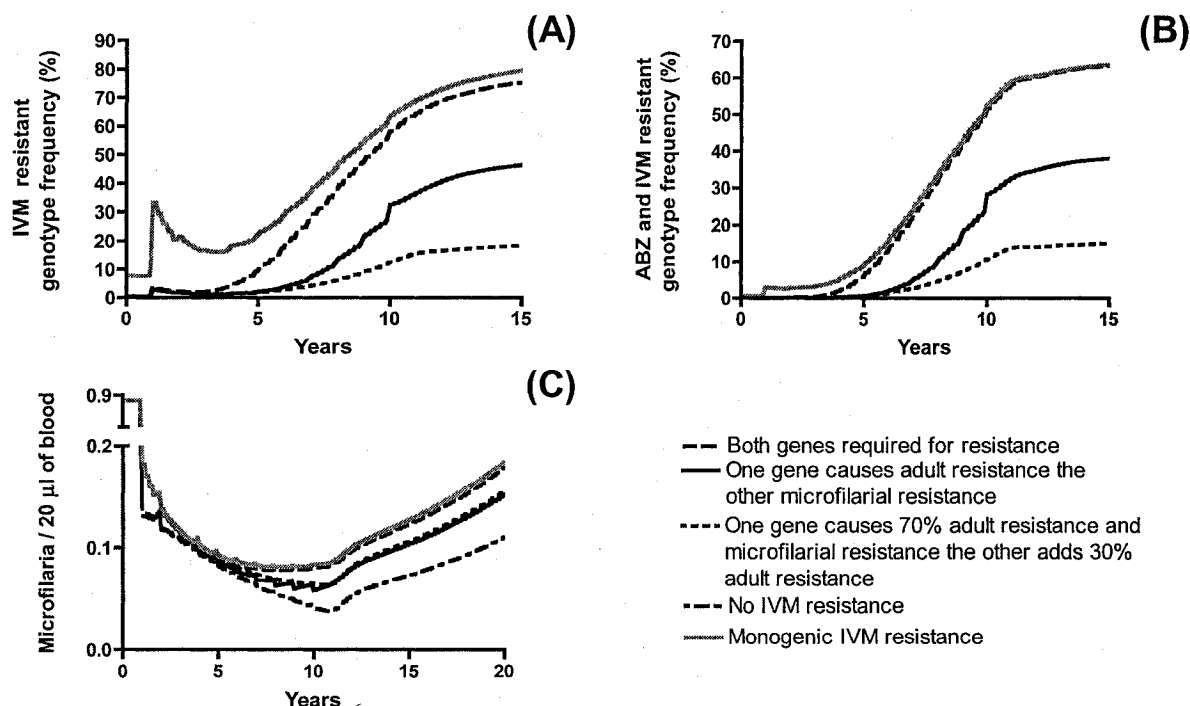 (A)
IVM resistant
genotype frequency (%)
90
80
70
60
50
40
30
20
10
0
0 5 10 15
Years
(B)
ABZ and IVM resistant
genotype frequency (%)
70
60
50
40
30
20
10
0
0 5 10 15
Years
(C)
Microfilaria / 20 µl of blood
0.9
0.2
0.1
0.0
0 5 10 15 20
Years
Both genes required for resistance
One gene causes adult resistance the
other microfilarial resistance
One gene causes 70% adult resistance and
microfilarial resistance the other adds 30%
adult resistance
No IVM resistance
Monogenic IVM resistance